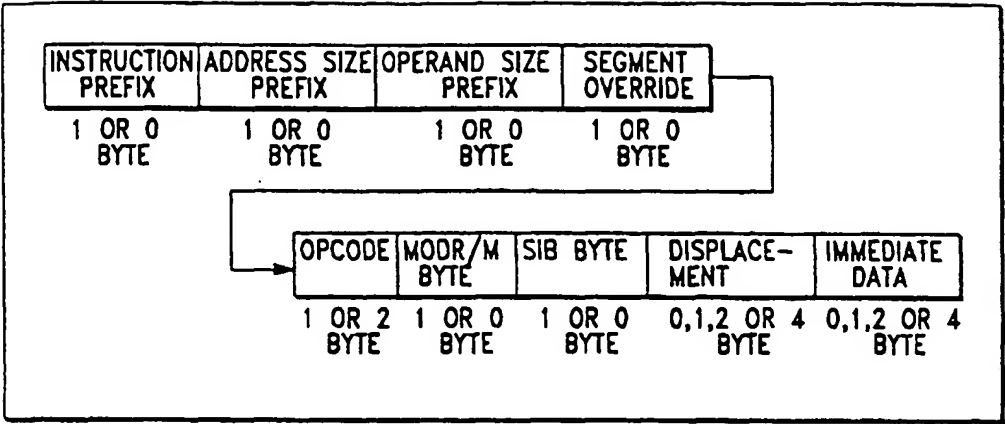 INSTRUCTION PREFIX
ADDRESS SIZE PREFIX
OPERAND SIZE PREFIX
SEGMENT OVERRIDE
1 OR 0 BYTE
1 OR 0 BYTE
1 OR 0 BYTE
1 OR 0 BYTE
OPCODE
MODR/M BYTE
SIB BYTE
DISPLACE-
MENT
IMMEDIATE DATA
1 OR 2 BYTE
1 OR 0 BYTE
1 OR 0 BYTE
0,1,2 OR 4 BYTE
0,1,2 OR 4 BYTE